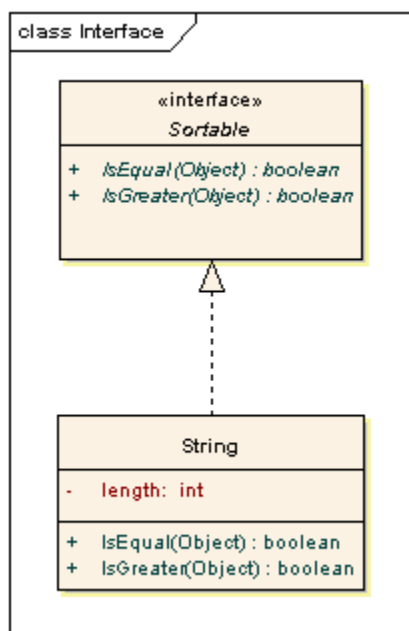 class Interface
«interface»
Sortable
+ IsEqual(Object) : boolean
+ IsGreater(Object) : boolean
String
- length: int
+ IsEqual(Object) : boolean
+ IsGreater(Object) : boolean